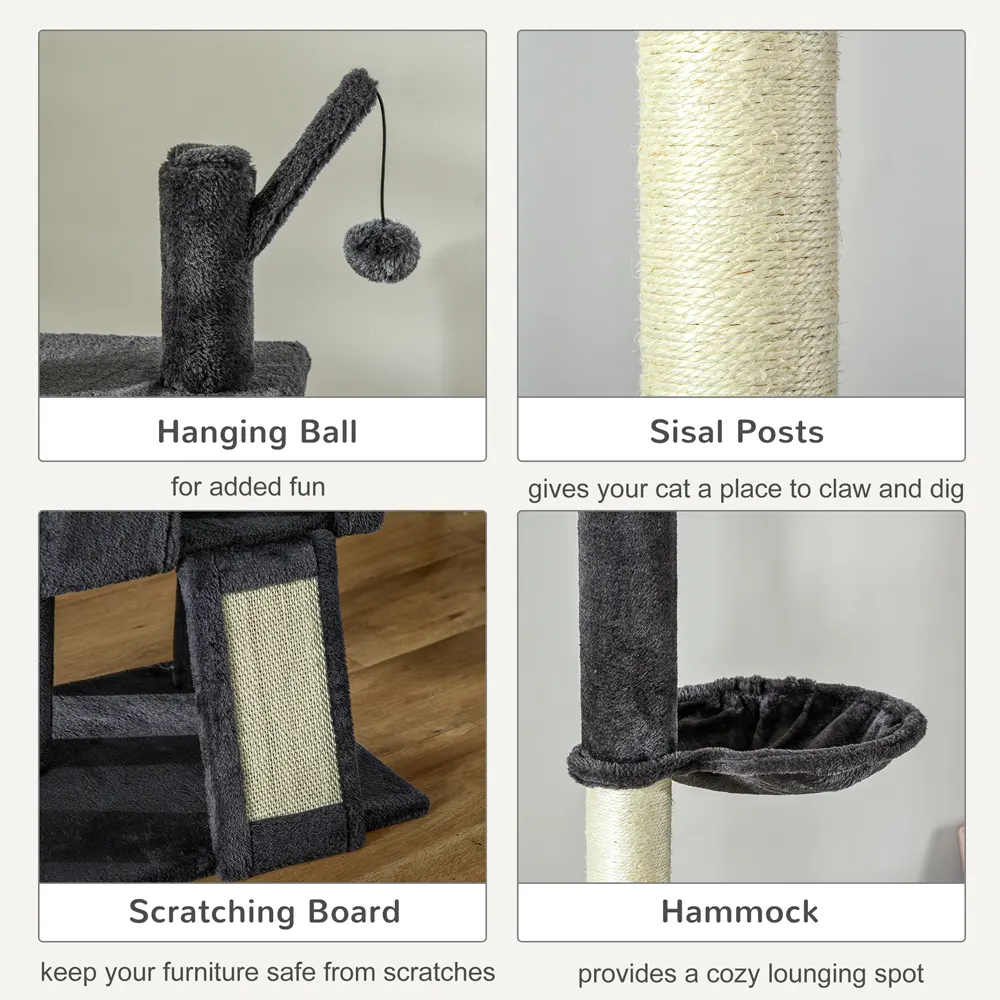 Hanging Ball
for added fun
Sisal Posts
gives your cat a place to claw and dig
Scratching Board
keep your furniture safe from scratches
Hammock
provides a cozy lounging spot